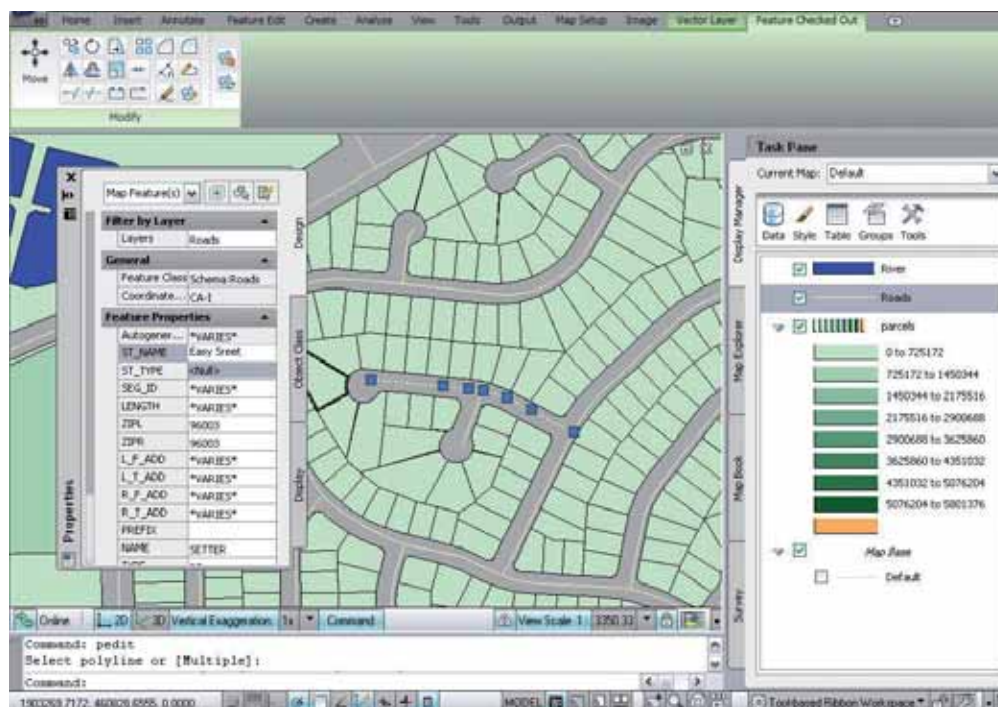 Home Insert Annotate Feature Edit Create Analyze View Tools Output Map Setup Image Vector Layer Feature Checked Out
Move
Modify
Map Feature(s)
Filter by Layer
Layers Roads
General
Feature Class Schema:Roads
Coordinate... CA-I
Feature Properties
Autogener... *VARIES*
ST_NAME Easy Sreet
ST_TYPE <Null>
SEG_ID *VARIES*
LENGTH *VARIES*
ZIPL 96003
ZIPR 96003
L_F_ADD *VARIES*
L_T_ADD *VARIES*
R_F_ADD *VARIES*
R_T_ADD *VARIES*
PREFIX
NAME SETTER
Properties
Design
Object Class
Display
Task Pane
Current Map: Default
Data Style Table Groups Tools
Display Manager
Map Explorer
Map Book
Survey
River
Roads
parcels
0 to 725172
725172 to 1450344
1450344 to 2175516
2175516 to 2900688
2900688 to 3625860
3625860 to 4351032
4351032 to 5076204
5076204 to 5801376
Map Base
Default
Online 2D 3D Vertical Exaggeration: 1x Command View Scale 1: 3350.33
Command: pedit
Select polyline or [Multiple]:
Command:
MODEL
Tool-based Ribbon Workspace